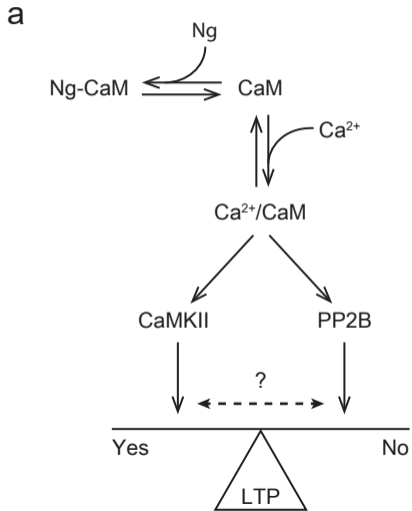 a
Ng
Ng-CaM CaM
Ca²⁺
Ca²⁺/CaM
CaMKII PP2B
?
Yes No
LTP